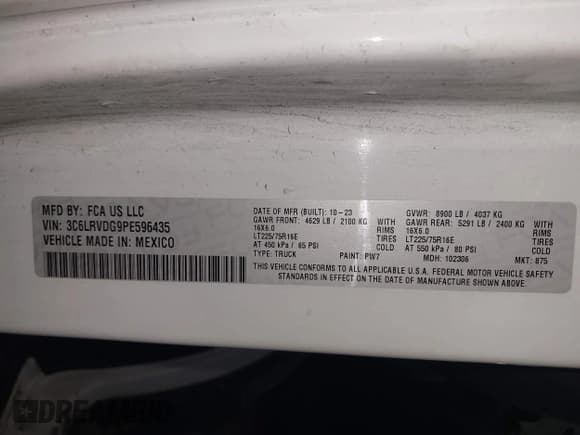 MFD BY: FCA US LLC
VIN: 3C6LRVDG9PE596435
VEHICLE MADE IN: MEXICO
DATE OF MFR (BUILT): 10-23 GVWR: 8900 LB / 4037 KG
GAWR FRONT: 4629 LB / 2100 KG WITH GAWR REAR: 5291 LB / 2400 KG WITH
16X6.0 RIMS 16X6.0 RIMS
LT225/75R16E TIRES LT225/75R16E TIRES
AT 450 kPa / 65 PSI COLD AT 550 kPa / 80 PSI COLD
TYPE: TRUCK PAINT: PW7 MDH: 102306 MKT: 875
THIS VEHICLE CONFORMS TO ALL APPLICABLE U.S.A. FEDERAL MOTOR VEHICLE SAFETY
STANDARDS IN EFFECT ON THE DATE OF MANUFACTURE SHOWN ABOVE.
DREAMBID